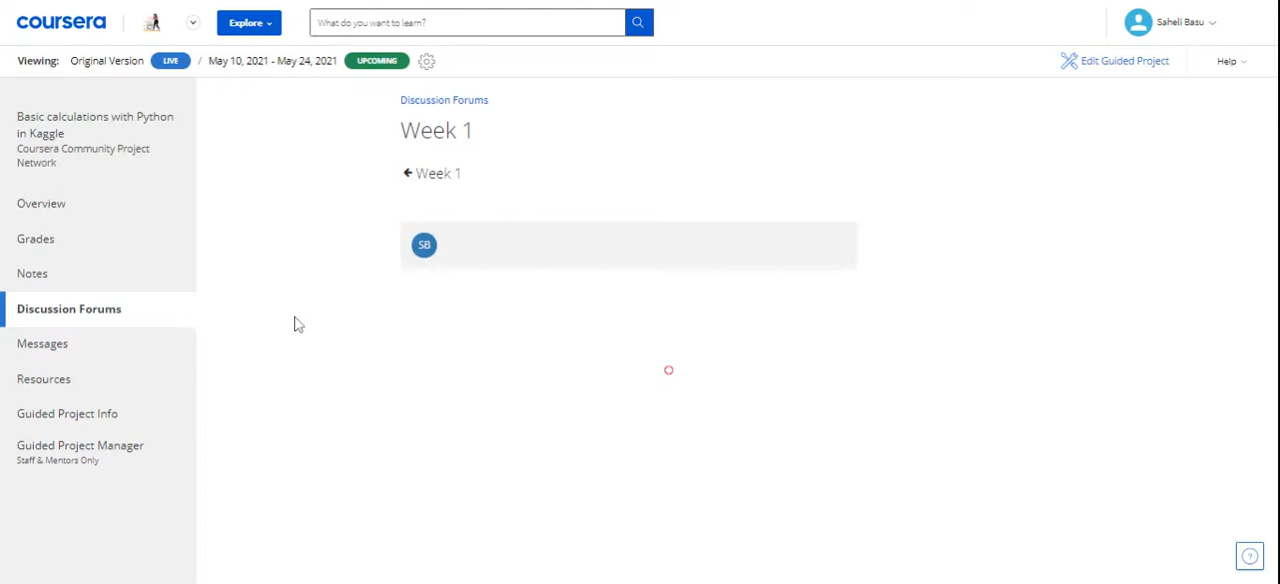 coursera
Explore
What do you want to learn?
Saheli Basu
Viewing: Original Version LIVE / May 10, 2021 - May 24, 2021 UPCOMING
Edit Guided Project
Help
Basic calculations with Python
in Kaggle
Coursera Community Project
Network
Overview
Grades
Notes
Discussion Forums
Messages
Resources
Guided Project Info
Guided Project Manager
Staff & Mentors Only
Discussion Forums
Week 1
Week 1
SB
?